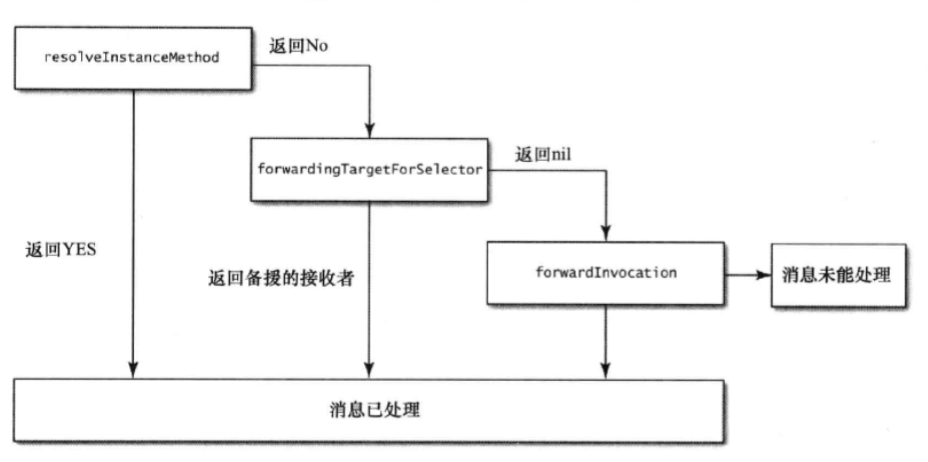 resolveInstanceMethod
返回No
forwardingTargetForSelector
返回nil
返回YES
返回备援的接收者
forwardInvocation
消息未能处理
消息已处理